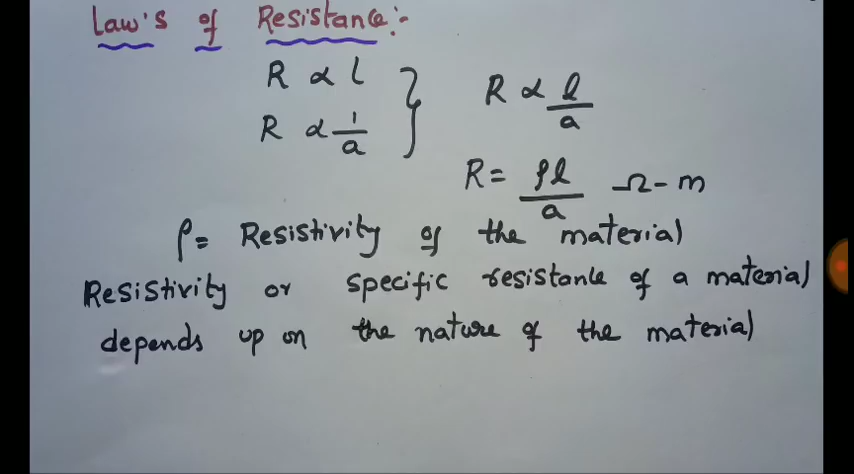 Law's of Resistance:-
R ∝ l
R ∝ 1/a
R ∝ l/a
R = ρl/a Ω-m
ρ = Resistivity of the material
Resistivity or specific resistance of a material
depends up on the nature of the material